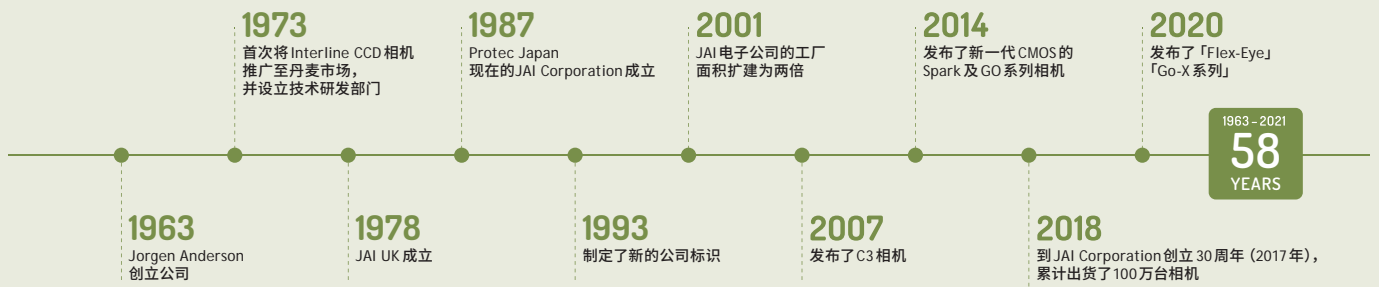 1973
首次将Interline CCD相机
推广至丹麦市场，
并设立技术研发部门
1987
Protec Japan
现在的JAI Corporation成立
2001
JAI电子公司的工厂
面积扩建为两倍
2014
发布了新一代CMOS的
Spark及GO系列相机
2020
发布了「Flex-Eye」
「Go-X系列」
1963-2021
58
YEARS
1963
Jorgen Anderson
创立公司
1978
JAI UK成立
1993
制定了新的公司标识
2007
发布了C3相机
2018
到JAI Corporation创立30周年（2017年），
累计出货了100万台相机